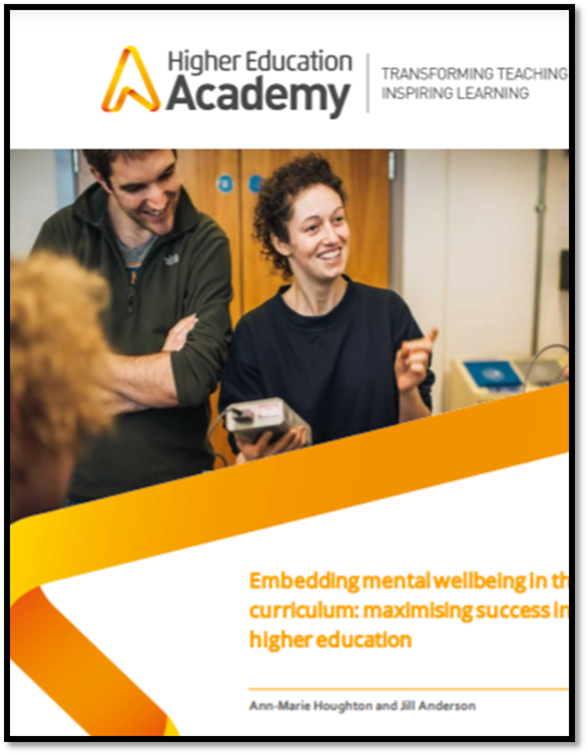 Higher Education
Academy
TRANSFORMING TEACHING
INSPIRING LEARNING
Embedding mental wellbeing in th
curriculum: maximising success in
higher education
Ann-Marie Houghton and Jill Anderson